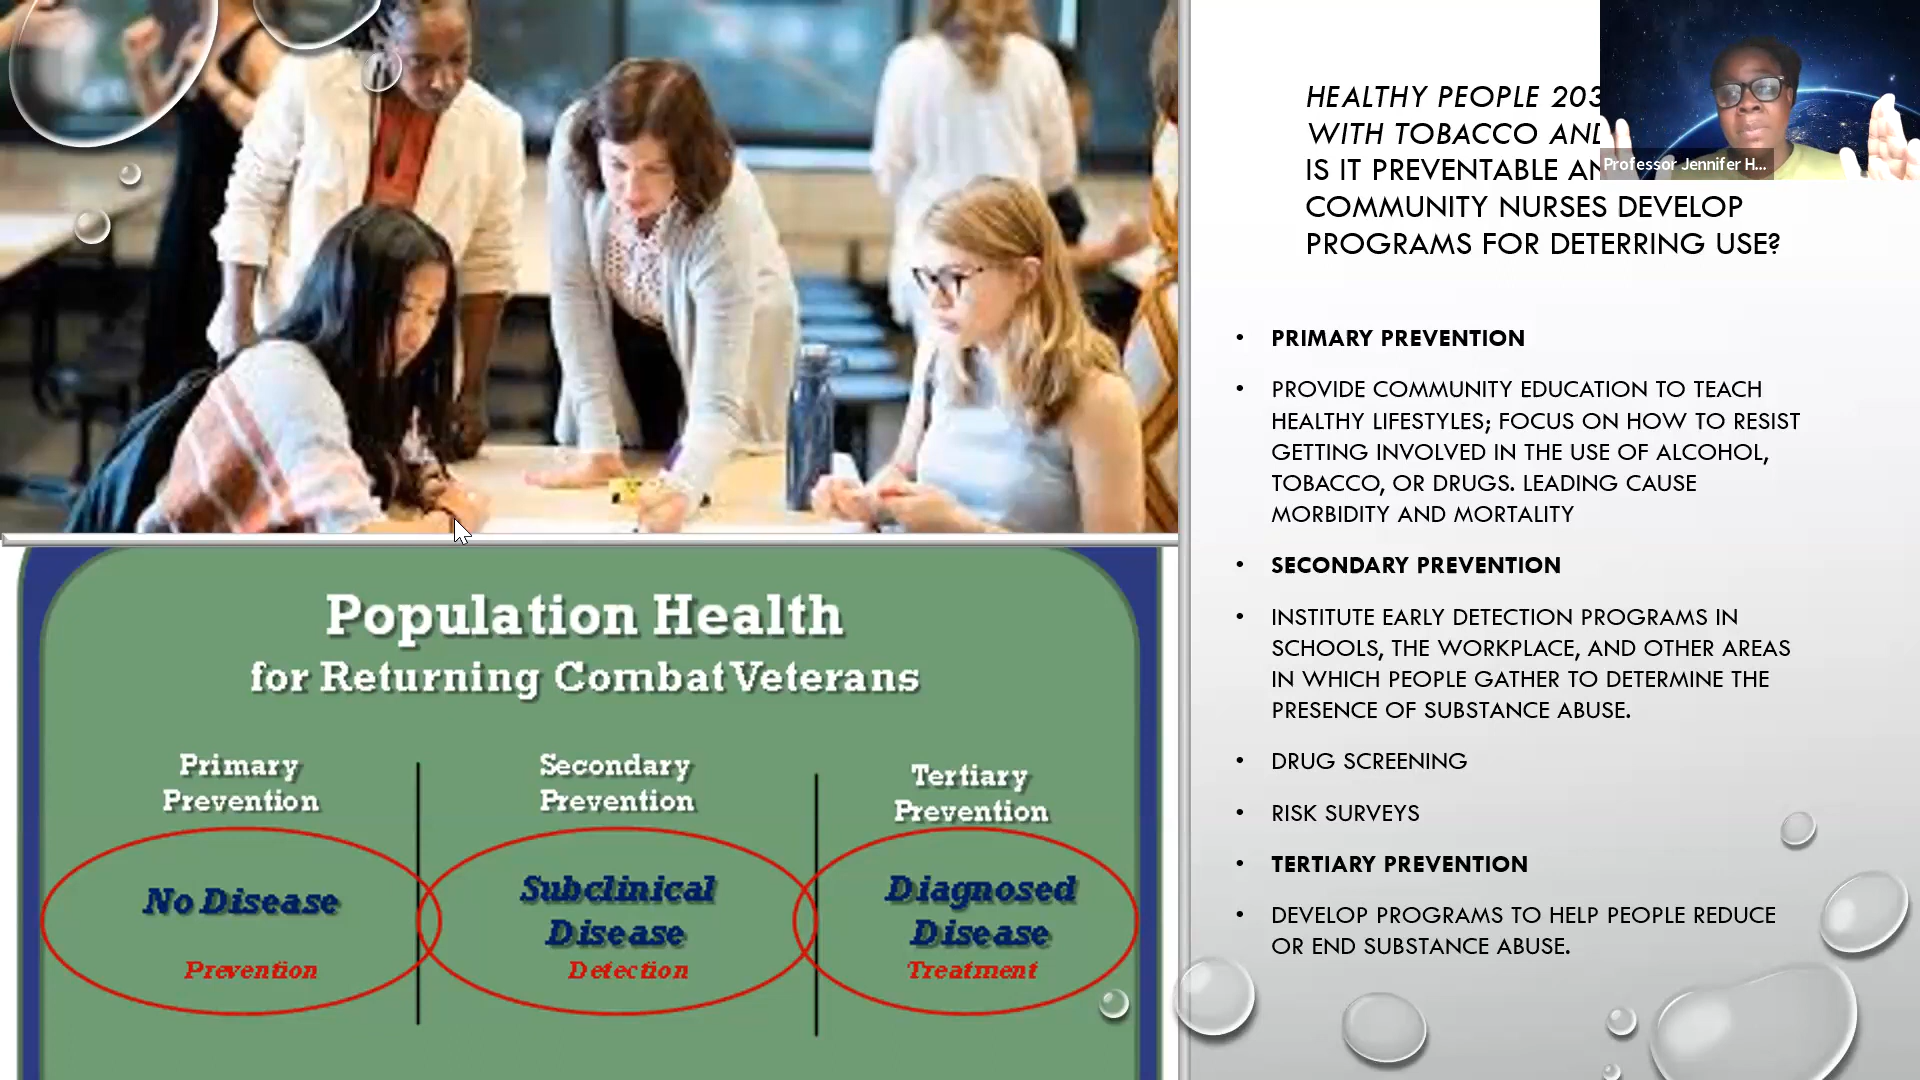 HEALTHY PEOPLE 203
WITH TOBACCO AND
IS IT PREVENTABLE AN
COMMUNITY NURSES DEVELOP
PROGRAMS FOR DETERRING USE?
Professor Jennifer H...
• PRIMARY PREVENTION
• PROVIDE COMMUNITY EDUCATION TO TEACH
HEALTHY LIFESTYLES; FOCUS ON HOW TO RESIST
GETTING INVOLVED IN THE USE OF ALCOHOL,
TOBACCO, OR DRUGS. LEADING CAUSE
MORBIDITY AND MORTALITY
• SECONDARY PREVENTION
• INSTITUTE EARLY DETECTION PROGRAMS IN
SCHOOLS, THE WORKPLACE, AND OTHER AREAS
IN WHICH PEOPLE GATHER TO DETERMINE THE
PRESENCE OF SUBSTANCE ABUSE.
• DRUG SCREENING
• RISK SURVEYS
• TERTIARY PREVENTION
• DEVELOP PROGRAMS TO HELP PEOPLE REDUCE
OR END SUBSTANCE ABUSE.
Population Health
for Returning Combat Veterans
Primary
Prevention
No Disease
Prevention
Secondary
Prevention
Subclinical
Disease
Detection
Tertiary
Prevention
Diagnosed
Disease
Treatment